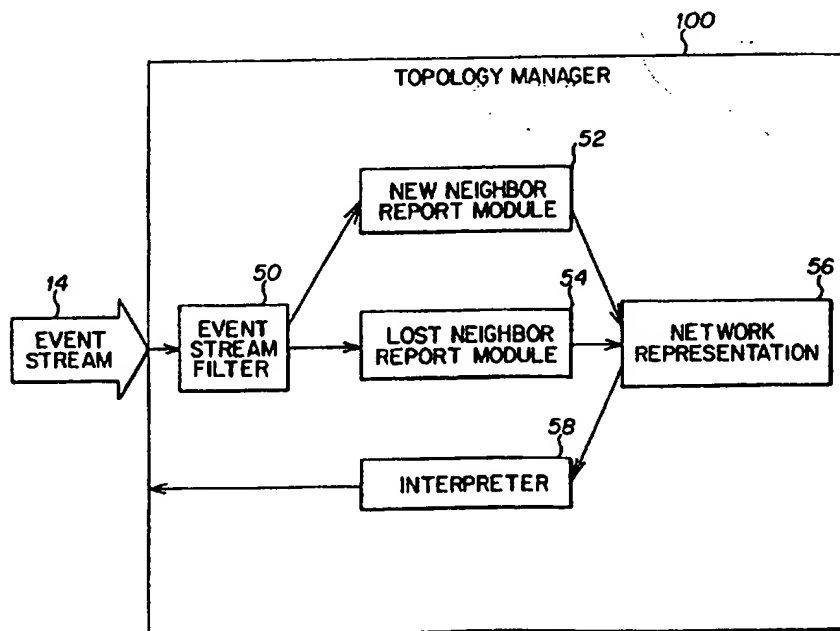 100
TOPOLOGY MANAGER
52
NEW NEIGHBOR
REPORT MODULE
14
EVENT
STREAM
50
EVENT
STREAM
FILTER
54
LOST NEIGHBOR
REPORT MODULE
56
NETWORK
REPRESENTATION
58
INTERPRETER